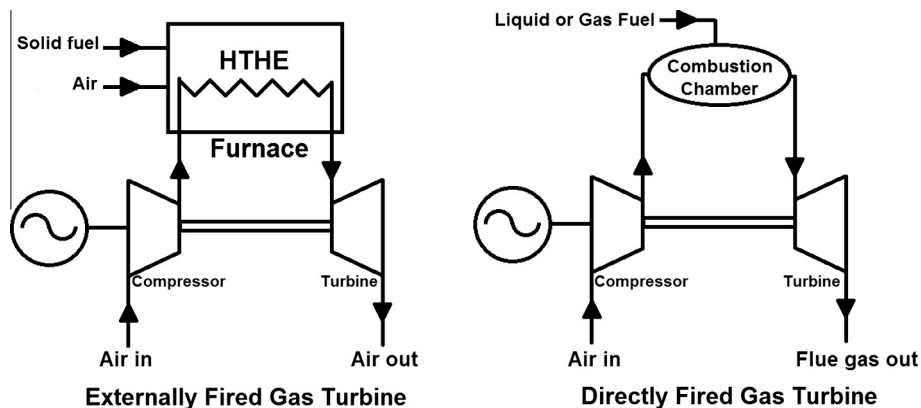 Solid fuel
Air
HTHE
Furnace
Compressor
Turbine
Air in
Air out
Externally Fired Gas Turbine
Liquid or Gas Fuel
Combustion
Chamber
Compressor
Turbine
Air in
Flue gas out
Directly Fired Gas Turbine